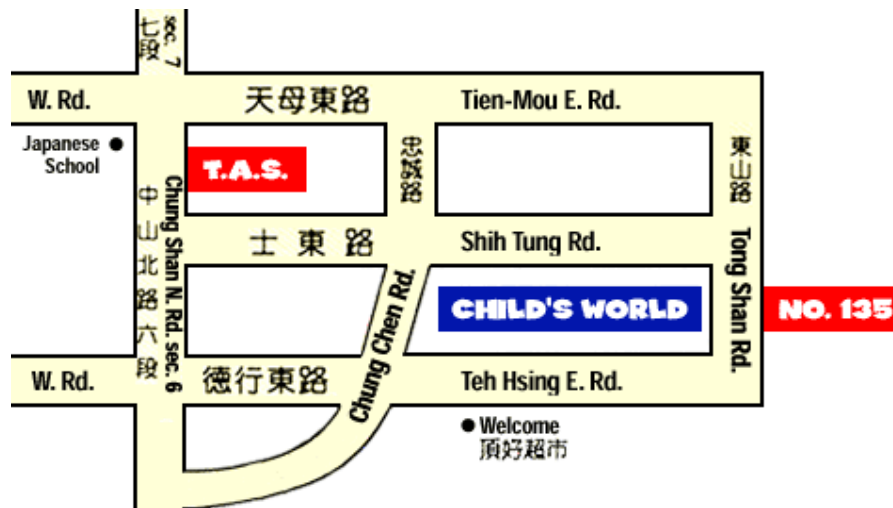 sec. 7
七段
W. Rd.
天母東路
Tien-Mou E. Rd.
Japanese
School
T.A.S.
忠誠路
東山路
中山北路六段
Chung Shan N. Rd. sec. 6
士東路
Shih Tung Rd.
Tong Shan Rd.
Chung Chen Rd.
CHILD'S WORLD
NO. 135
W. Rd.
德行東路
Teh Hsing E. Rd.
Welcome
頂好超市